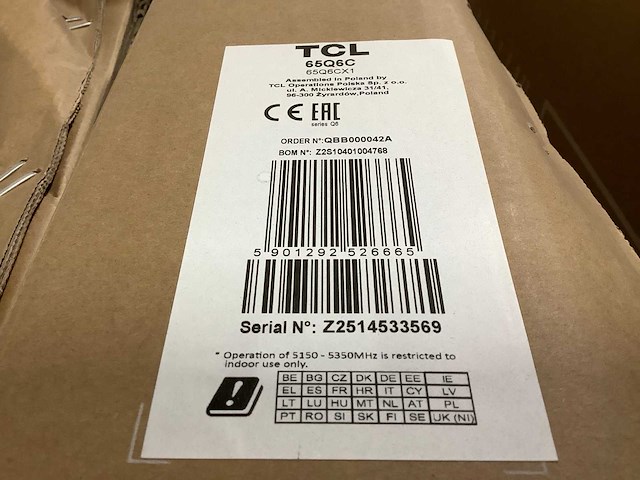 TCL
65Q6C
65Q6CX1
Assembled in Poland by
TCL Operations Polska Sp. z o.o.
ul. A. Mickiewicza 31/41,
96-300 Żyrardów,Poland
CE EAC
series Q6
ORDER N°:QBB000042A
BOM N°: Z2S10401004768
5 901292 526665
Serial N°: Z2514533569
* Operation of 5150 - 5350MHz is restricted to
indoor use only.
! BE BG CZ DK DE EE IE
EL ES FR HR IT CY LV
LT LU HU MT NL AT PL
PT RO SI SK FI SE UK (NI)